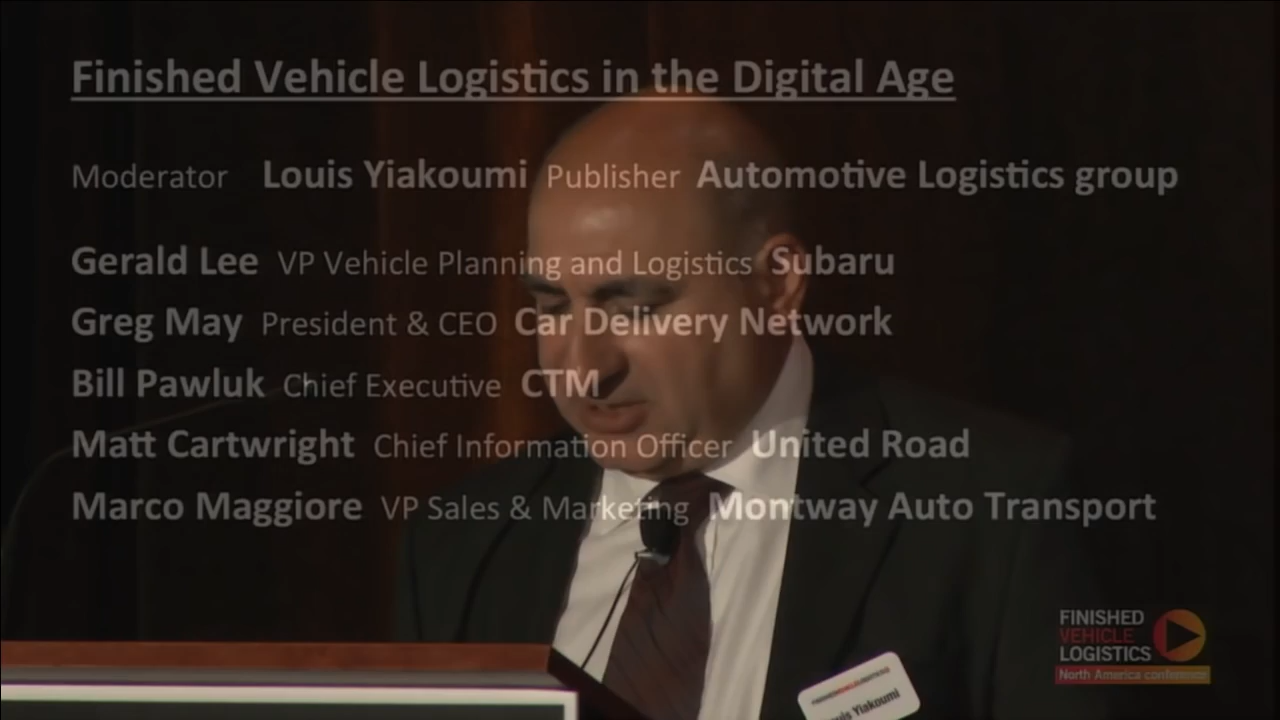 Finished Vehicle Logistics in the Digital Age
Moderator Louis Yiakoumi Publisher Automotive Logistics group
Gerald Lee VP Vehicle Planning and Logistics Subaru
Greg May President & CEO Car Delivery Network
Bill Pawluk Chief Executive CTM
Matt Cartwright Chief Information Officer United Road
Marco Maggiore VP Sales & Marketing Montway Auto Transport
FINISHED
VEHICLE
LOGISTICS
North America conference
Yiakoumi